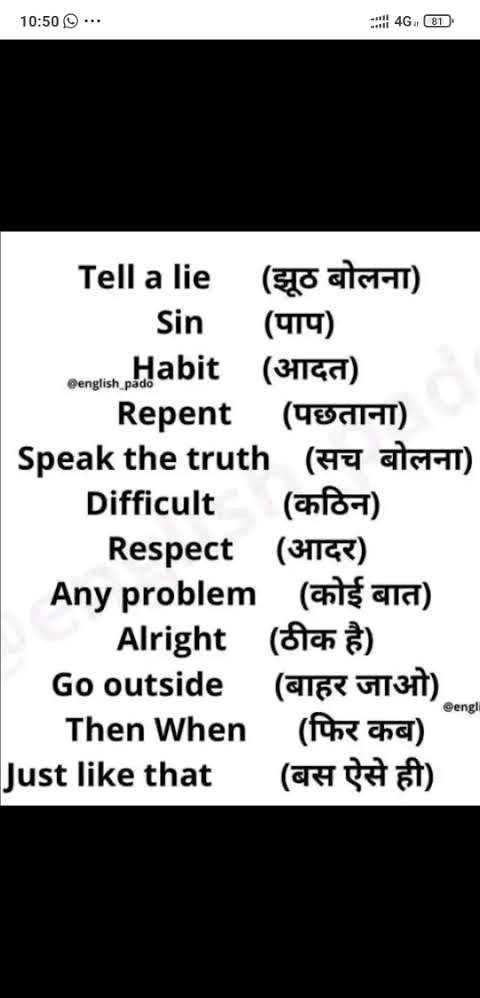 10:50 ...
4G 81
Tell a lie (झूठ बोलना)
Sin (पाप)
Habit (आदत)
@english_pado
Repent (पछताना)
Speak the truth (सच बोलना)
Difficult (कठिन)
Respect (आदर)
Any problem (कोई बात)
Alright (ठीक है)
Go outside (बाहर जाओ)
@engli
Then When (फिर कब)
Just like that (बस ऐसे ही)